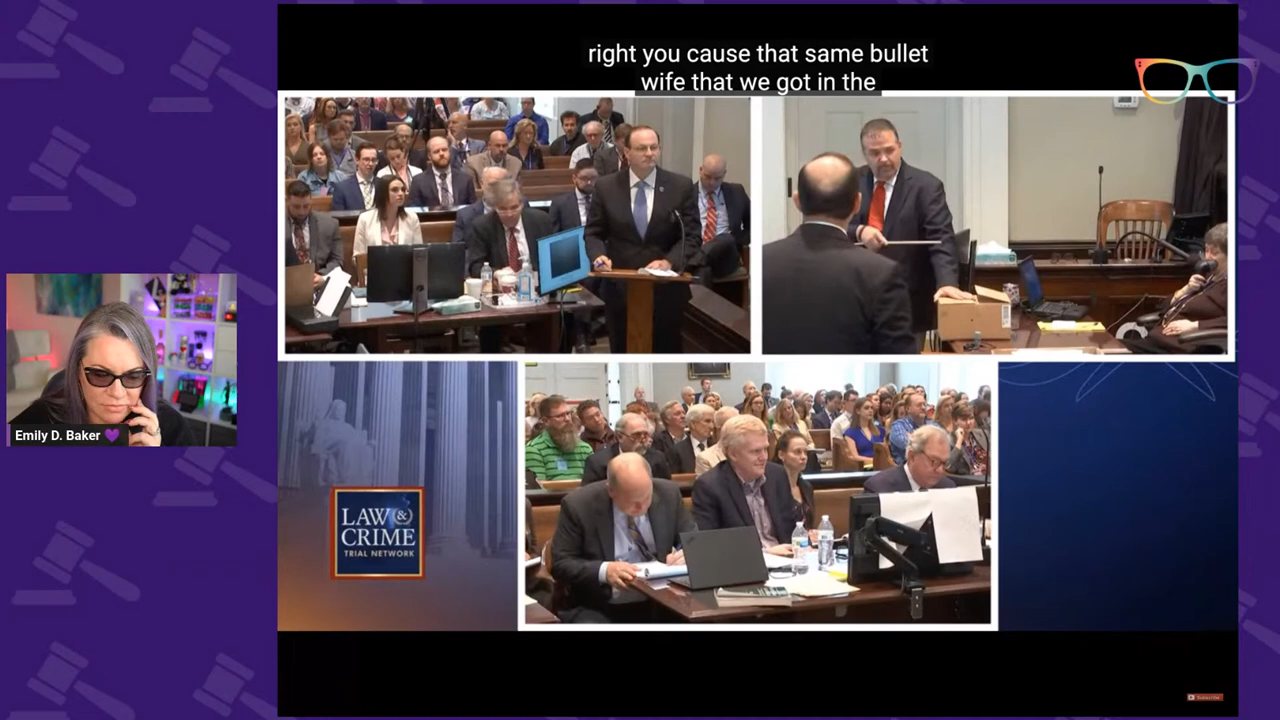 right you cause that same bullet
wife that we got in the
Emily D. Baker
LAW &
CRIME
TRIAL NETWORK